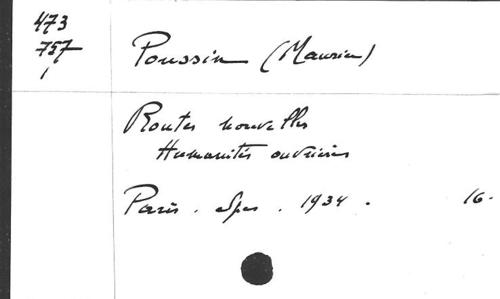 473
757
1
Poussin (Maurice)
Routes nouvelles
Humanités ouvrières
Paris. Spes. 1934. 16.